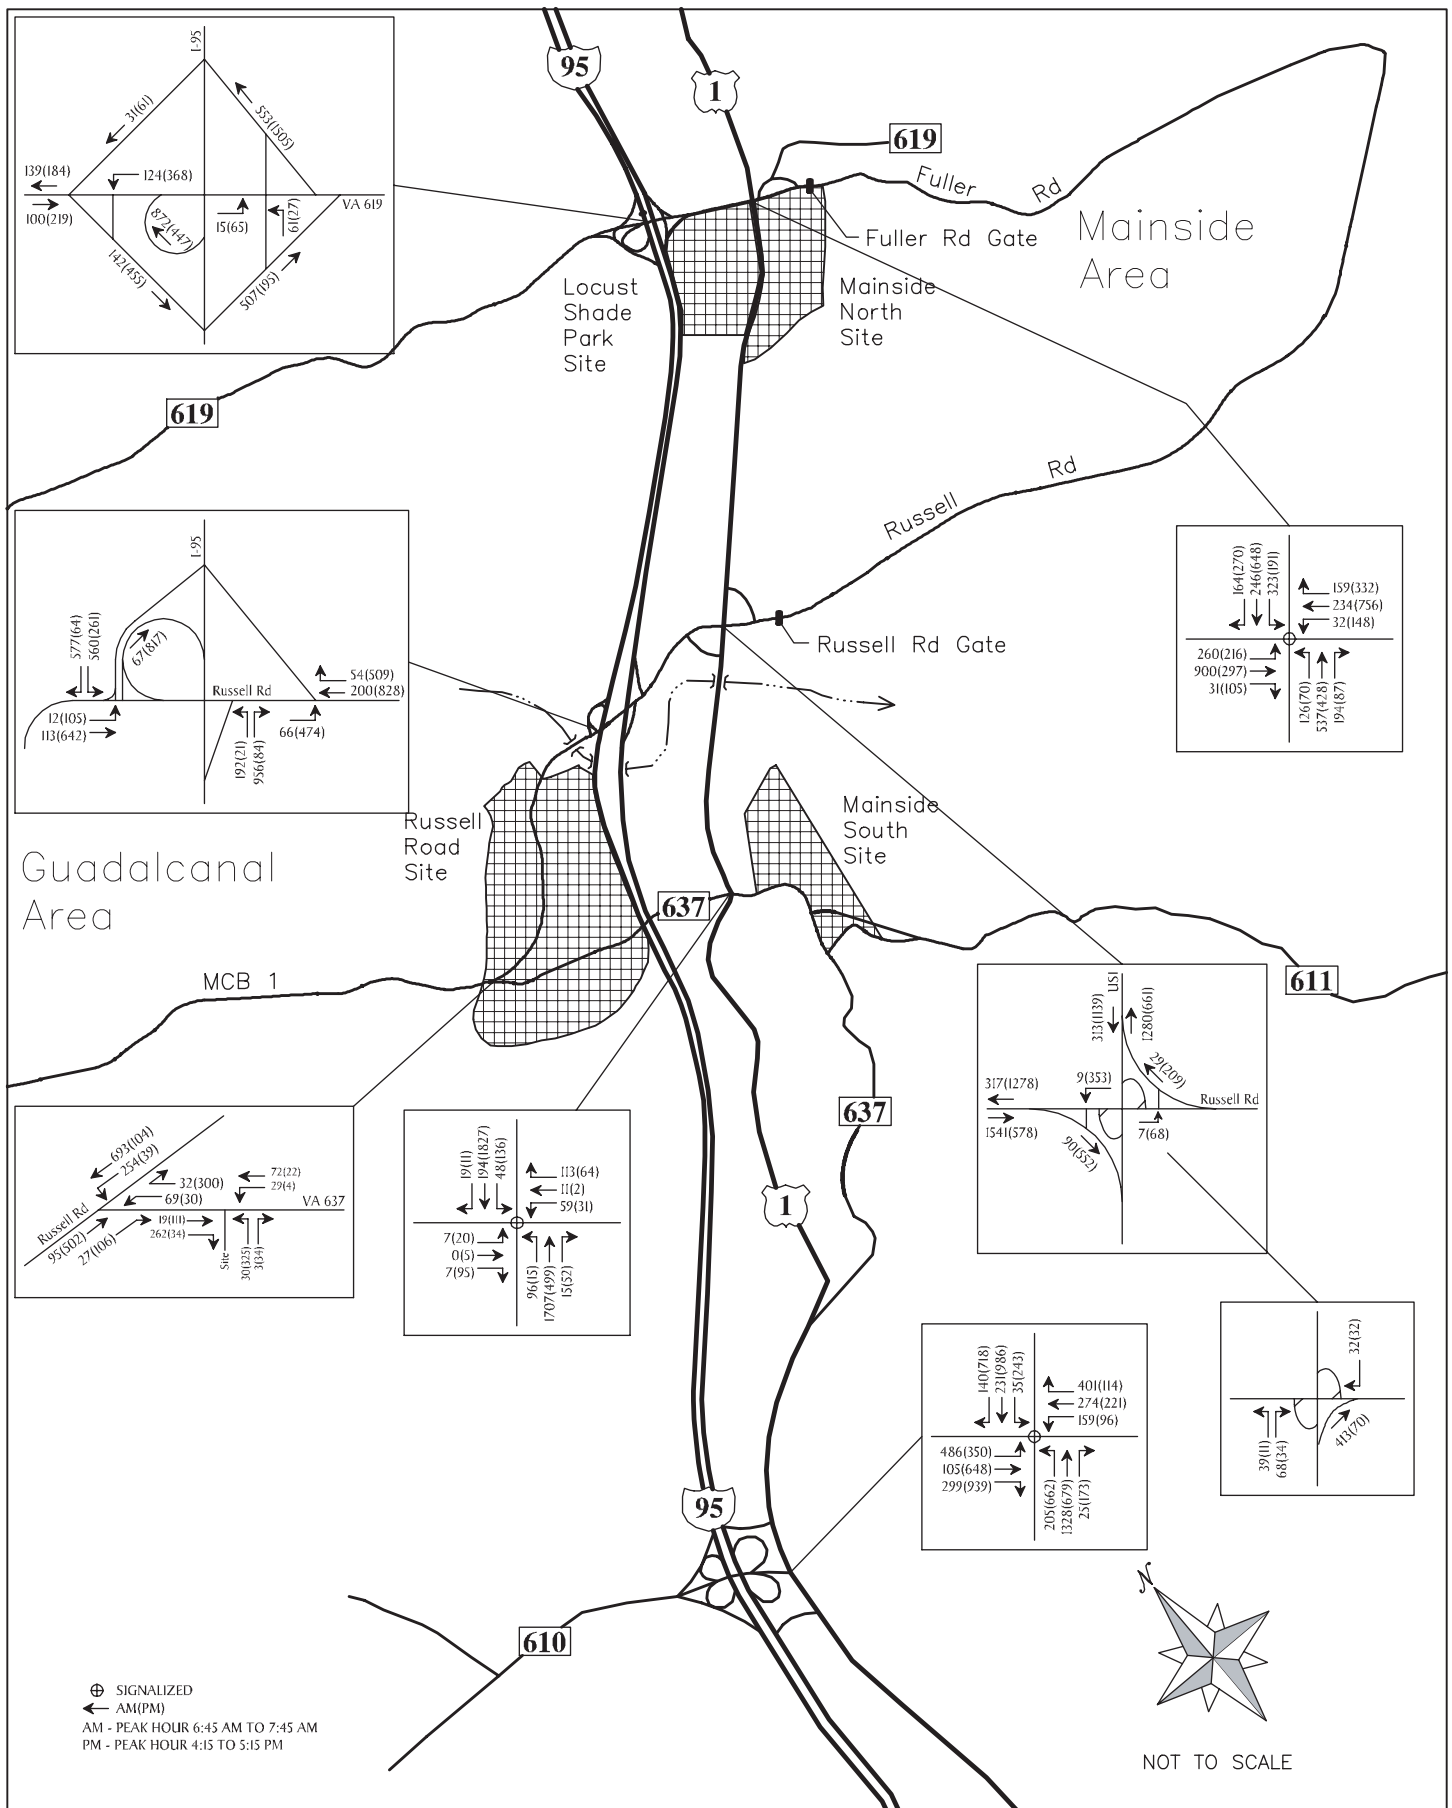 I-95
31(61)
553(1505)
139(184)
100(219)
124(368)
872(447)
15(65)
61(27)
VA 619
142(455)
507(195)
95
1
619
Fuller Rd
Fuller Rd Gate
Mainside
Area
Locust
Shade
Park
Site
Mainside
North
Site
619
Russell Rd
I-95
577(64)
560(261)
67(817)
Russell Rd
54(509)
200(828)
12(105)
113(642)
192(21)
956(84)
66(474)
Russell Rd Gate
164(270)
246(648)
323(191)
159(332)
234(756)
32(148)
260(216)
900(297)
31(105)
126(70)
537(428)
194(87)
Russell
Road
Site
Mainside
South
Site
Guadalcanal
Area
637
MCB 1
611
US1
313(1139)
1280(661)
29(209)
317(1278)
9(353)
Russell Rd
1541(578)
7(68)
90(552)
637
693(104)
254(39)
32(300)
69(30)
72(22)
29(4)
VA 637
Russell Rd
95(502)
27(106)
19(111)
262(34)
Site
30(325)
3(34)
19(11)
194(1827)
48(136)
113(64)
11(2)
59(31)
7(20)
0(5)
7(95)
96(15)
1707(499)
15(52)
1
32(32)
39(11)
68(34)
413(70)
140(718)
231(986)
35(243)
401(114)
274(221)
159(96)
486(350)
105(648)
299(939)
205(662)
1328(679)
25(173)
95
610
N
SIGNALIZED
AM(PM)
AM - PEAK HOUR 6:45 AM TO 7:45 AM
PM - PEAK HOUR 4:15 TO 5:15 PM
NOT TO SCALE